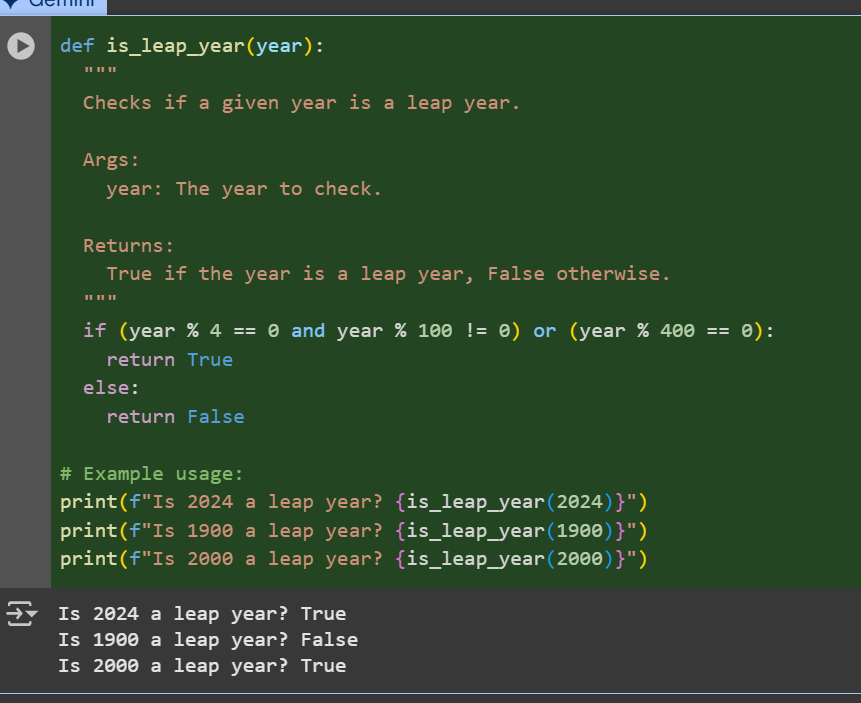 Gemini
def is_leap_year(year):
  """
  Checks if a given year is a leap year.

  Args:
    year: The year to check.

  Returns:
    True if the year is a leap year, False otherwise.
  """
  if (year % 4 == 0 and year % 100 != 0) or (year % 400 == 0):
    return True
  else:
    return False

# Example usage:
print(f"Is 2024 a leap year? {is_leap_year(2024)}")
print(f"Is 1900 a leap year? {is_leap_year(1900)}")
print(f"Is 2000 a leap year? {is_leap_year(2000)}")
Is 2024 a leap year? True
Is 1900 a leap year? False
Is 2000 a leap year? True